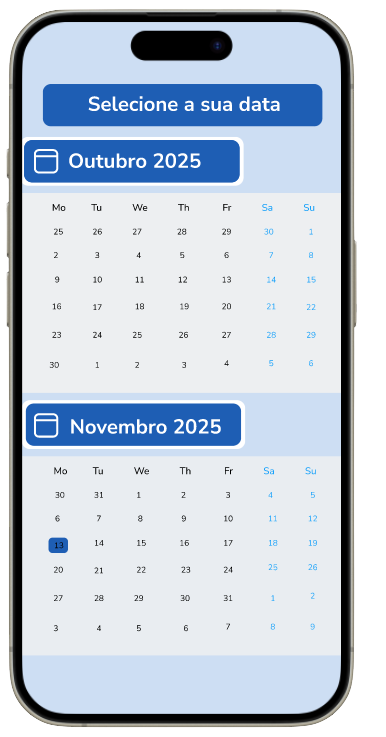 Selecione a sua data
Outubro 2025
Mo Tu We Th Fr Sa Su
25 26 27 28 29 30 1
2 3 4 5 6 7 8
9 10 11 12 13 14 15
16 17 18 19 20 21 22
23 24 25 26 27 28 29
30 1 2 3 4 5 6
Novembro 2025
Mo Tu We Th Fr Sa Su
30 31 1 2 3 4 5
6 7 8 9 10 11 12
13 14 15 16 17 18 19
20 21 22 23 24 25 26
27 28 29 30 31 1 2
3 4 5 6 7 8 9